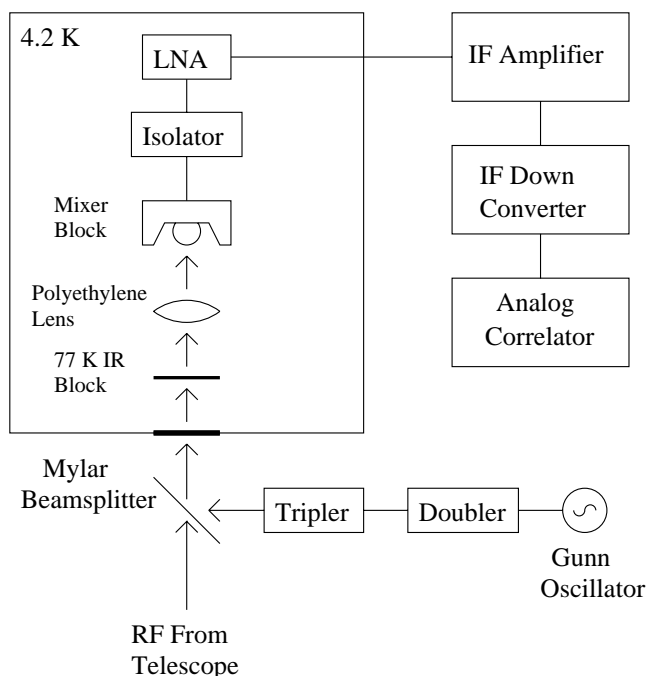 4.2 K
LNA
IF Amplifier
Isolator
Mixer
Block
IF Down
Converter
Polyethylene
Lens
Analog
Correlator
77 K IR
Block
Mylar
Beamsplitter
Tripler
Doubler
Gunn
Oscillator
RF From
Telescope